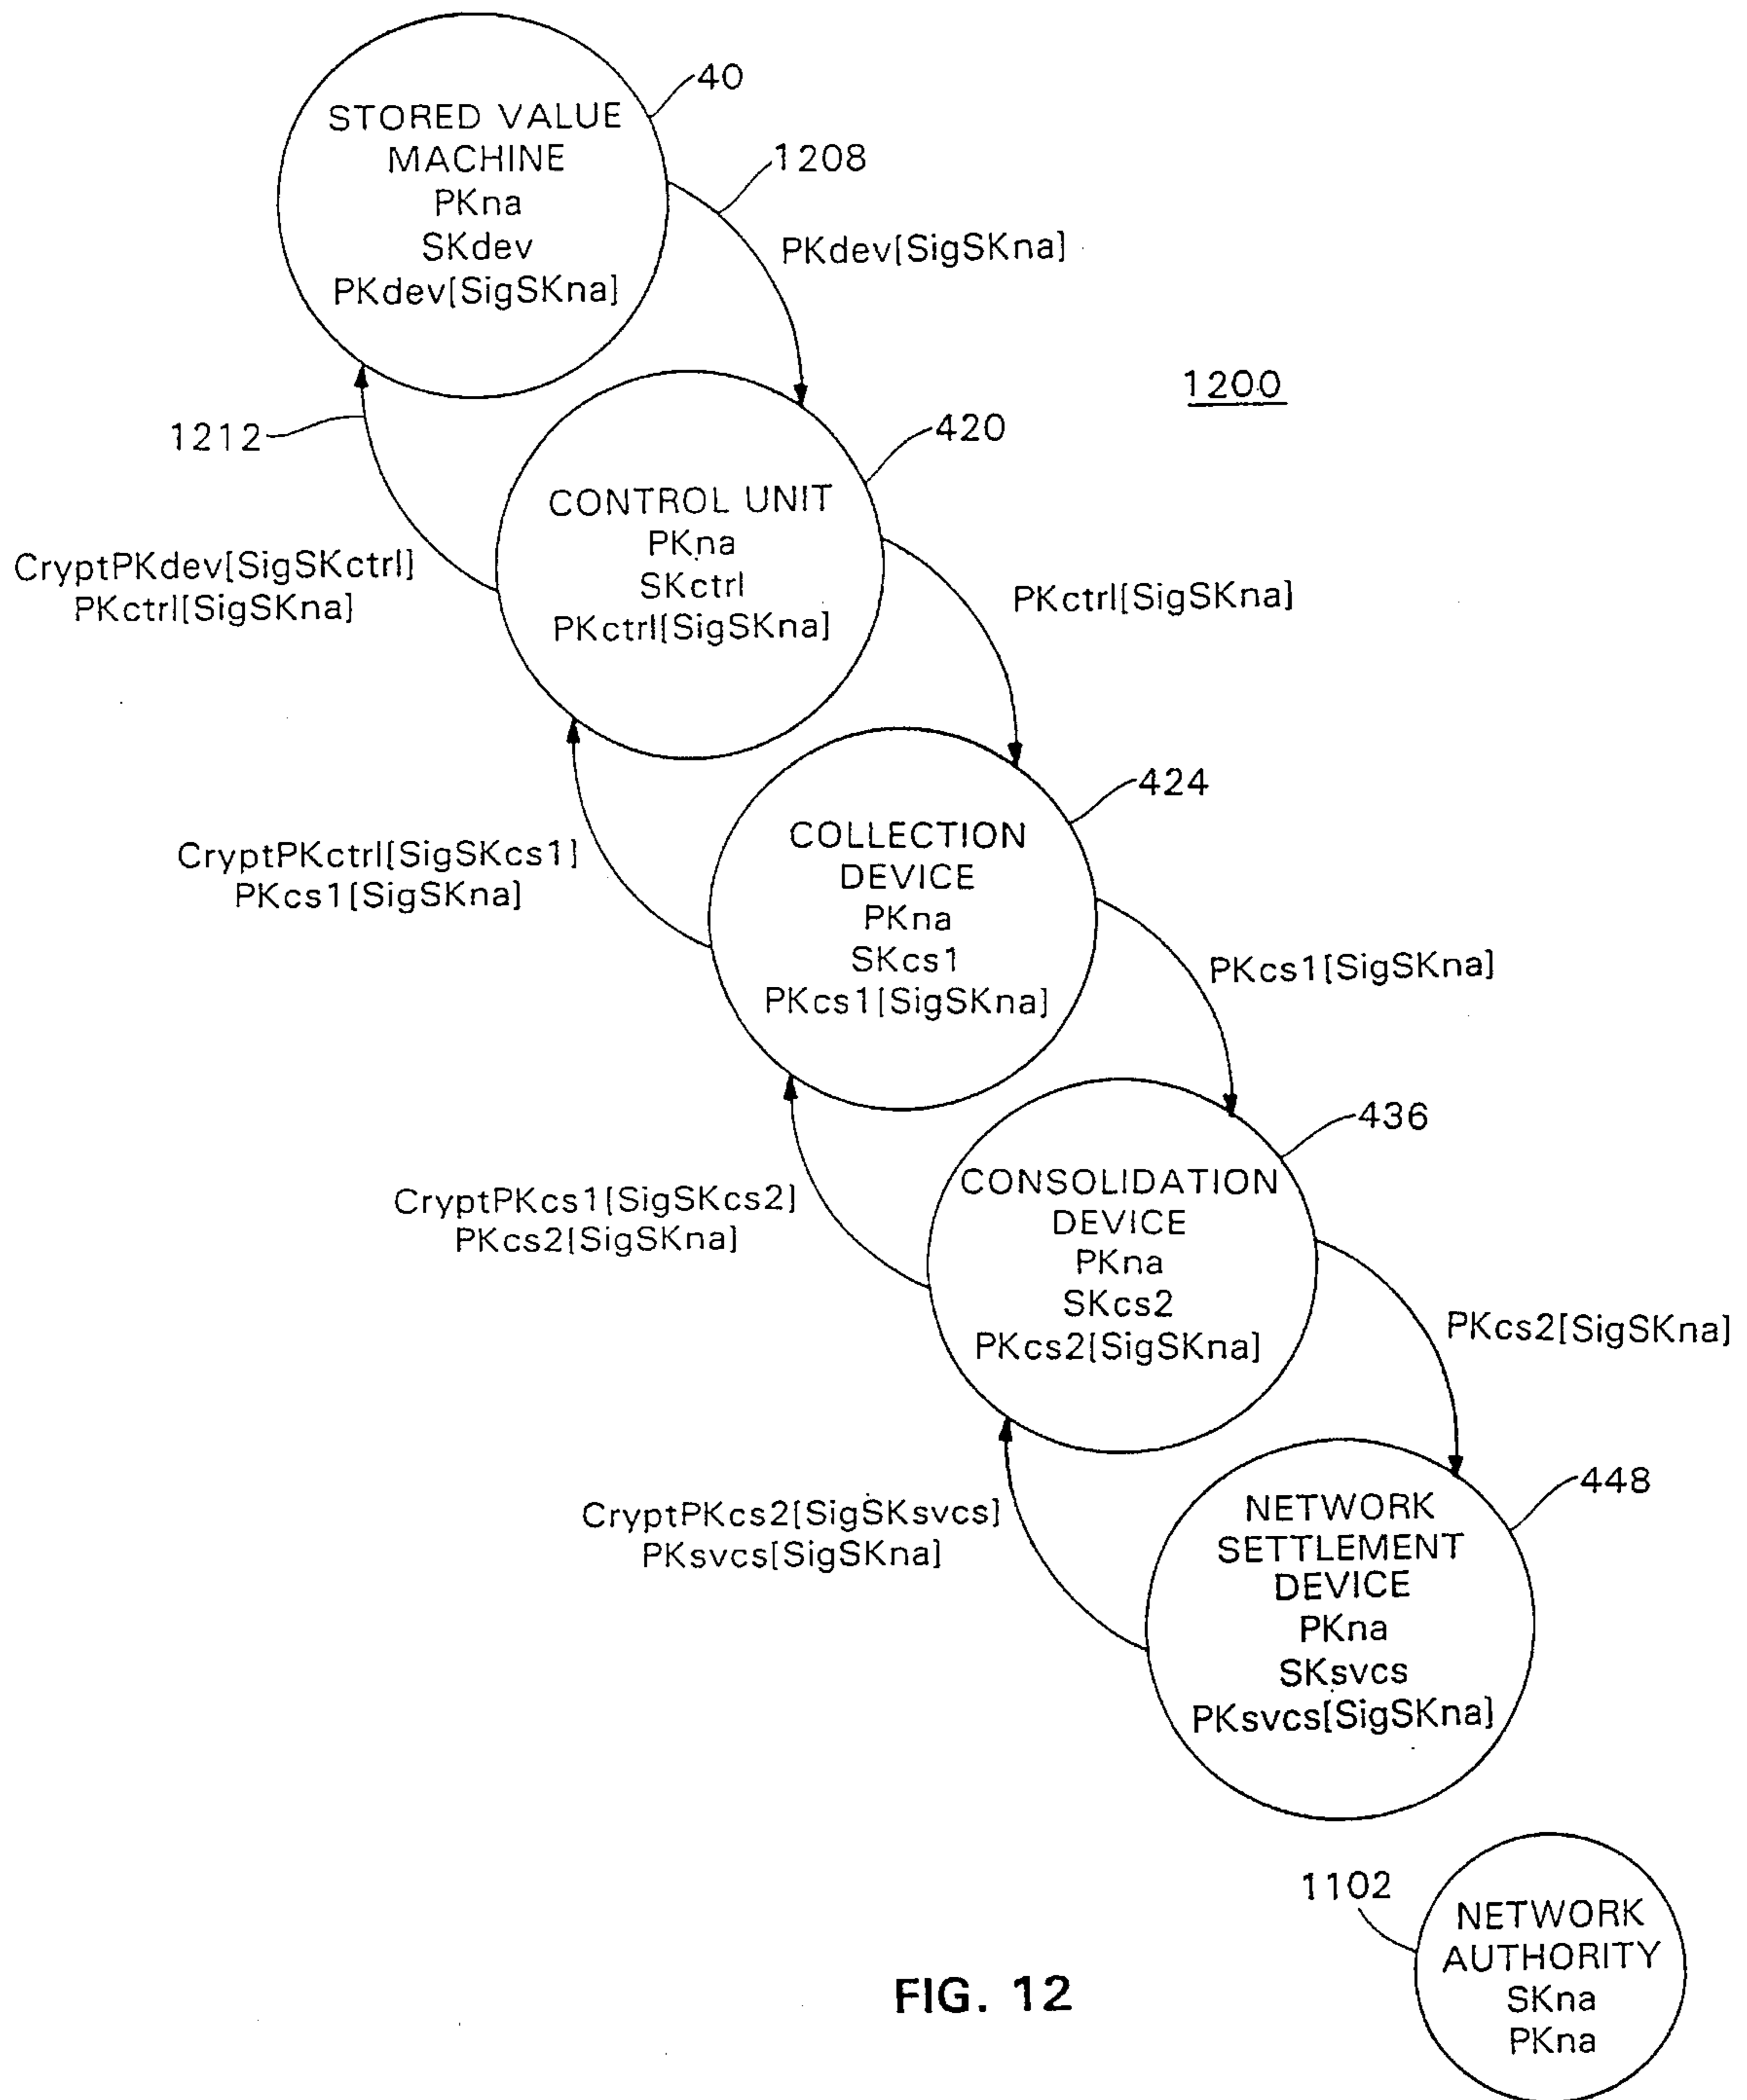 40
STORED VALUE
MACHINE
PKna
SKdev
PKdev[SigSKna]
1208
PKdev[SigSKna]
1200
1212
CryptPKdev[SigSKctrl]
PKctrl[SigSKna]
420
CONTROL UNIT
PKna
SKctrl
PKctrl[SigSKna]
PKctrl[SigSKna]
424
CryptPKctrl[SigSKcs1]
PKcs1[SigSKna]
COLLECTION
DEVICE
PKna
SKcs1
PKcs1[SigSKna]
PKcs1[SigSKna]
436
CryptPKcs1[SigSKcs2]
PKcs2[SigSKna]
CONSOLIDATION
DEVICE
PKna
SKcs2
PKcs2[SigSKna]
PKcs2[SigSKna]
448
CryptPKcs2[SigSKsvcs]
PKsvcs[SigSKna]
NETWORK
SETTLEMENT
DEVICE
PKna
SKsvcs
PKsvcs[SigSKna]
1102
NETWORK
AUTHORITY
SKna
PKna
FIG. 12